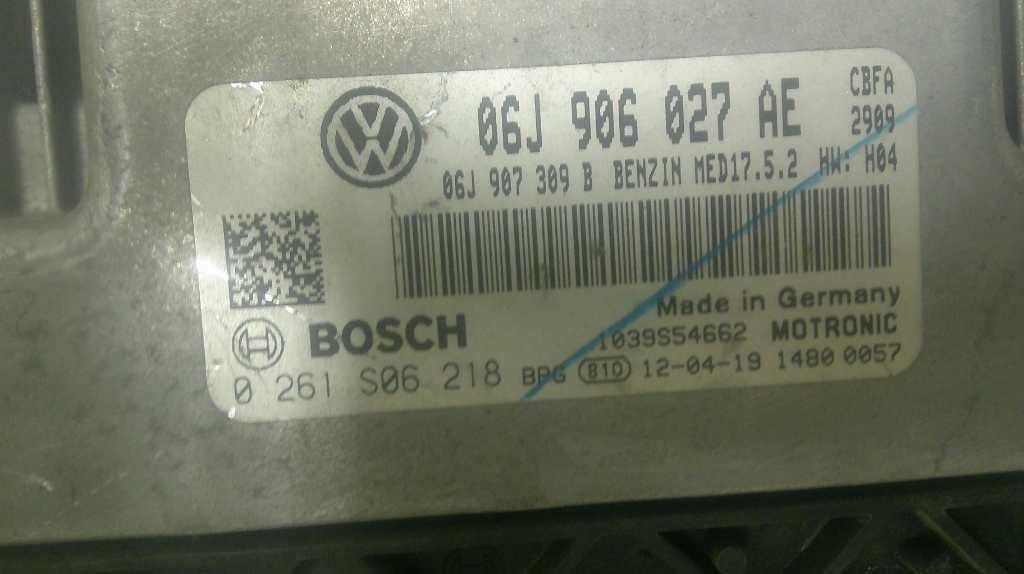 06J 906 027 AE CBFA
2909
06J 907 309 B BENZIN MED17.5.2 HW: H04
Made in Germany
BOSCH 1039S54662 MOTRONIC
0 261 S06 218 BPG 810 12-04-19 1480 0057